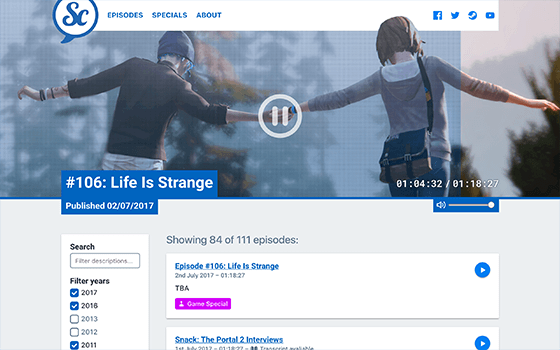 Sc
EPISODES SPECIALS ABOUT
#106: Life Is Strange
01:04:32 / 01:18:27
Published 02/07/2017
Search
Filter descriptions...
Filter years
2017
2016
2013
2012
2011
Showing 84 of 111 episodes:
Episode #106: Life Is Strange
2nd July 2017 – 01:18:27
TBA
Game Special
Snack: The Portal 2 Interviews
1st July 2017 – 01:18:27 – Transcript available